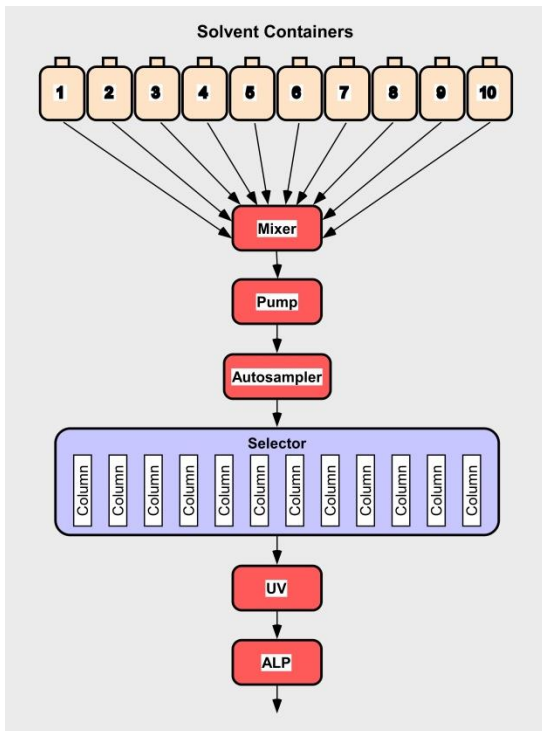 Solvent Containers
1 2 3 4 5 6 7 8 9 10
Mixer
Pump
Autosampler
Selector
Column Column Column Column Column Column Column Column Column Column Column Column
UV
ALP